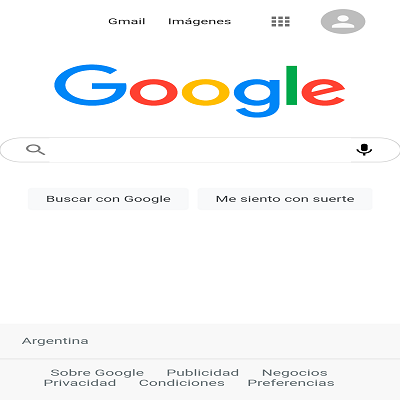 Gmail Imágenes
Google
Buscar con Google Me siento con suerte
Argentina
Sobre Google Publicidad Negocios
Privacidad Condiciones Preferencias